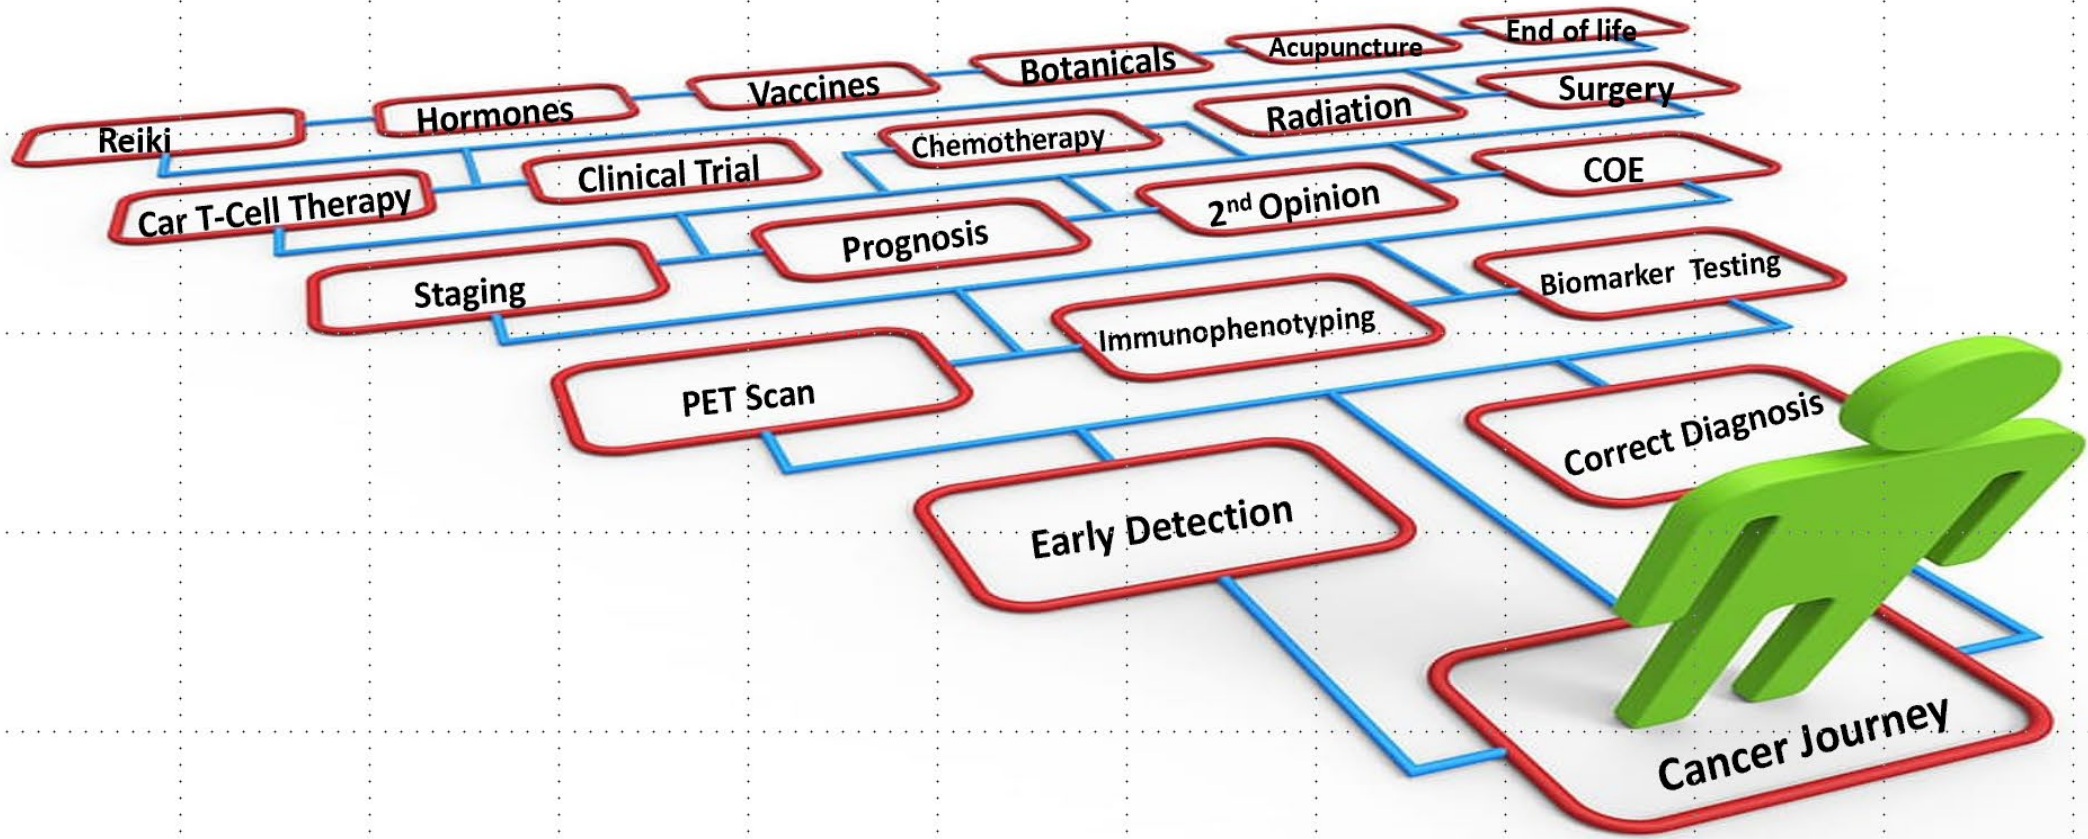 End of life
Acupuncture
Botanicals
Vaccines
Hormones
Reiki
Surgery
Radiation
Chemotherapy
Clinical Trial
Car T-Cell Therapy
COE
2nd Opinion
Prognosis
Staging
Biomarker Testing
Immunophenotyping
PET Scan
Correct Diagnosis
Early Detection
Cancer Journey